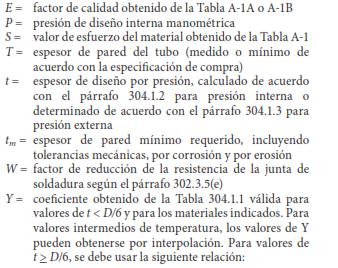 E = factor de calidad obtenido de la Tabla A-1A o A-1B
P = presión de diseño interna manométrica
S = valor de esfuerzo del material obtenido de la Tabla A-1
T = espesor de pared del tubo (medido o mínimo de
acuerdo con la especificación de compra)
t = espesor de diseño por presión, calculado de acuerdo
con el párrafo 304.1.2 para presión interna o
determinado de acuerdo con el párrafo 304.1.3 para
presión externa
tm = espesor de pared mínimo requerido, incluyendo
tolerancias mecánicas, por corrosión y por erosión
W = factor de reducción de la resistencia de la junta de
soldadura según el párrafo 302.3.5(e)
Y = coeficiente obtenido de la Tabla 304.1.1 válida para
valores de t < D/6 y para los materiales indicados. Para
valores intermedios de temperatura, los valores de Y
pueden obtenerse por interpolación. Para valores de
t ≥ D/6, se debe usar la siguiente relación: